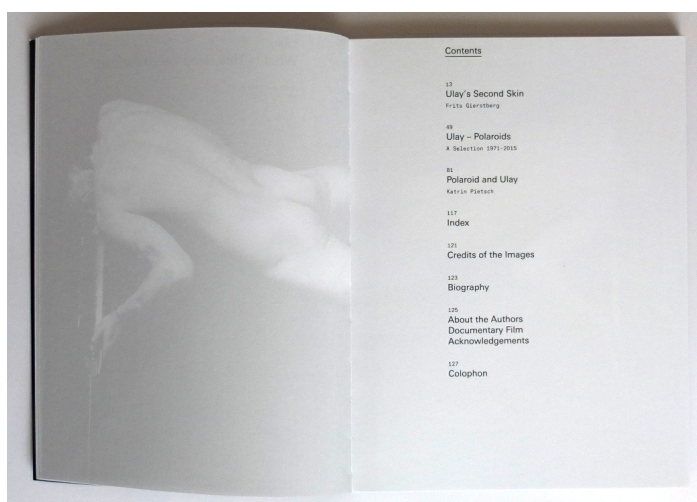 Contents
13
Ulay's Second Skin
Frits Gierstberg
49
Ulay – Polaroids
A Selection 1971-2015
81
Polaroid and Ulay
Katrin Pietsch
117
Index
121
Credits of the Images
123
Biography
125
About the Authors
Documentary Film
Acknowledgements
127
Colophon